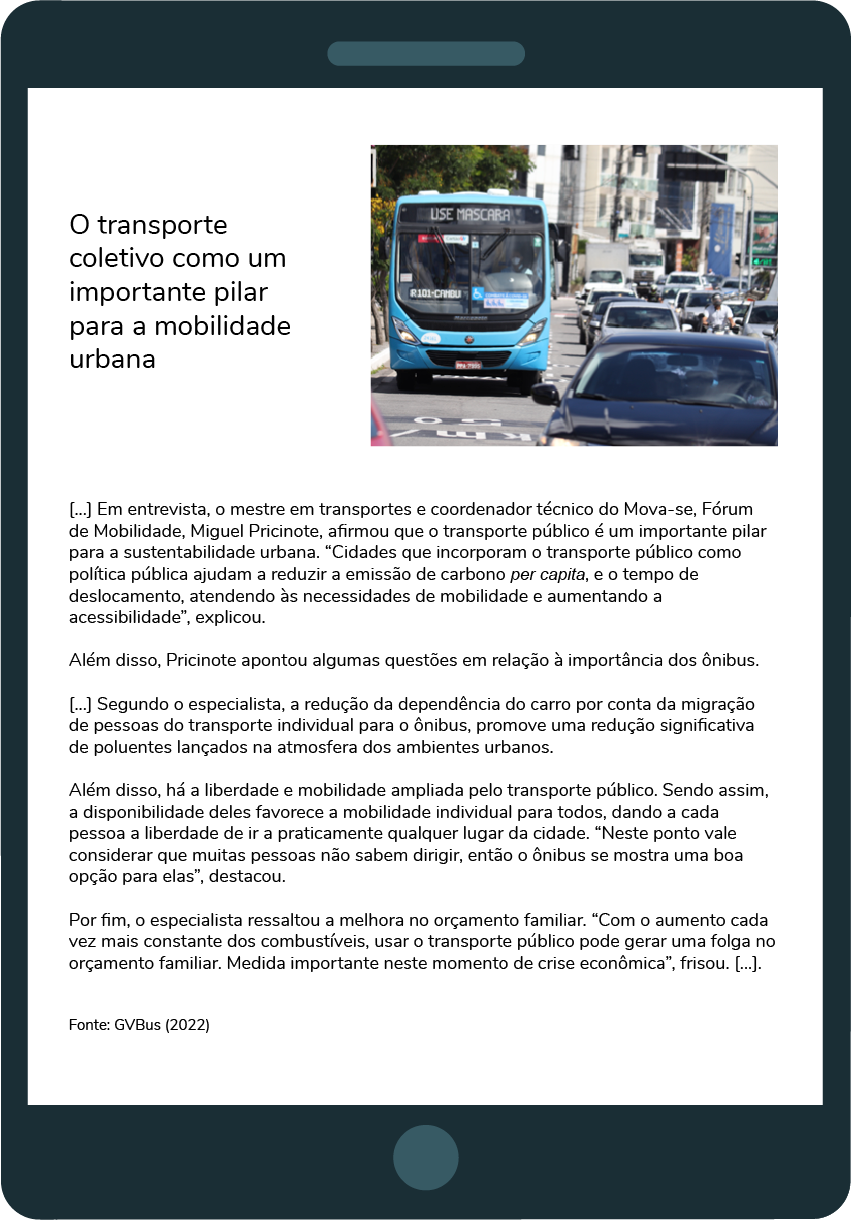 O transporte
coletivo como um
importante pilar
para a mobilidade
urbana
USE MASCARA
[...] Em entrevista, o mestre em transportes e coordenador técnico do Mova-se, Fórum
de Mobilidade, Miguel Pricinote, afirmou que o transporte público é um importante pilar
para a sustentabilidade urbana. “Cidades que incorporam o transporte público como
política pública ajudam a reduzir a emissão de carbono per capita, e o tempo de
deslocamento, atendendo às necessidades de mobilidade e aumentando a
acessibilidade”, explicou.
Além disso, Pricinote apontou algumas questões em relação à importância dos ônibus.
[...] Segundo o especialista, a redução da dependência do carro por conta da migração
de pessoas do transporte individual para o ônibus, promove uma redução significativa
de poluentes lançados na atmosfera dos ambientes urbanos.
Além disso, há a liberdade e mobilidade ampliada pelo transporte público. Sendo assim,
a disponibilidade deles favorece a mobilidade individual para todos, dando a cada
pessoa a liberdade de ir a praticamente qualquer lugar da cidade. “Neste ponto vale
considerar que muitas pessoas não sabem dirigir, então o ônibus se mostra uma boa
opção para elas”, destacou.
Por fim, o especialista ressaltou a melhora no orçamento familiar. “Com o aumento cada
vez mais constante dos combustíveis, usar o transporte público pode gerar uma folga no
orçamento familiar. Medida importante neste momento de crise econômica”, frisou. [...].
Fonte: GVBus (2022)